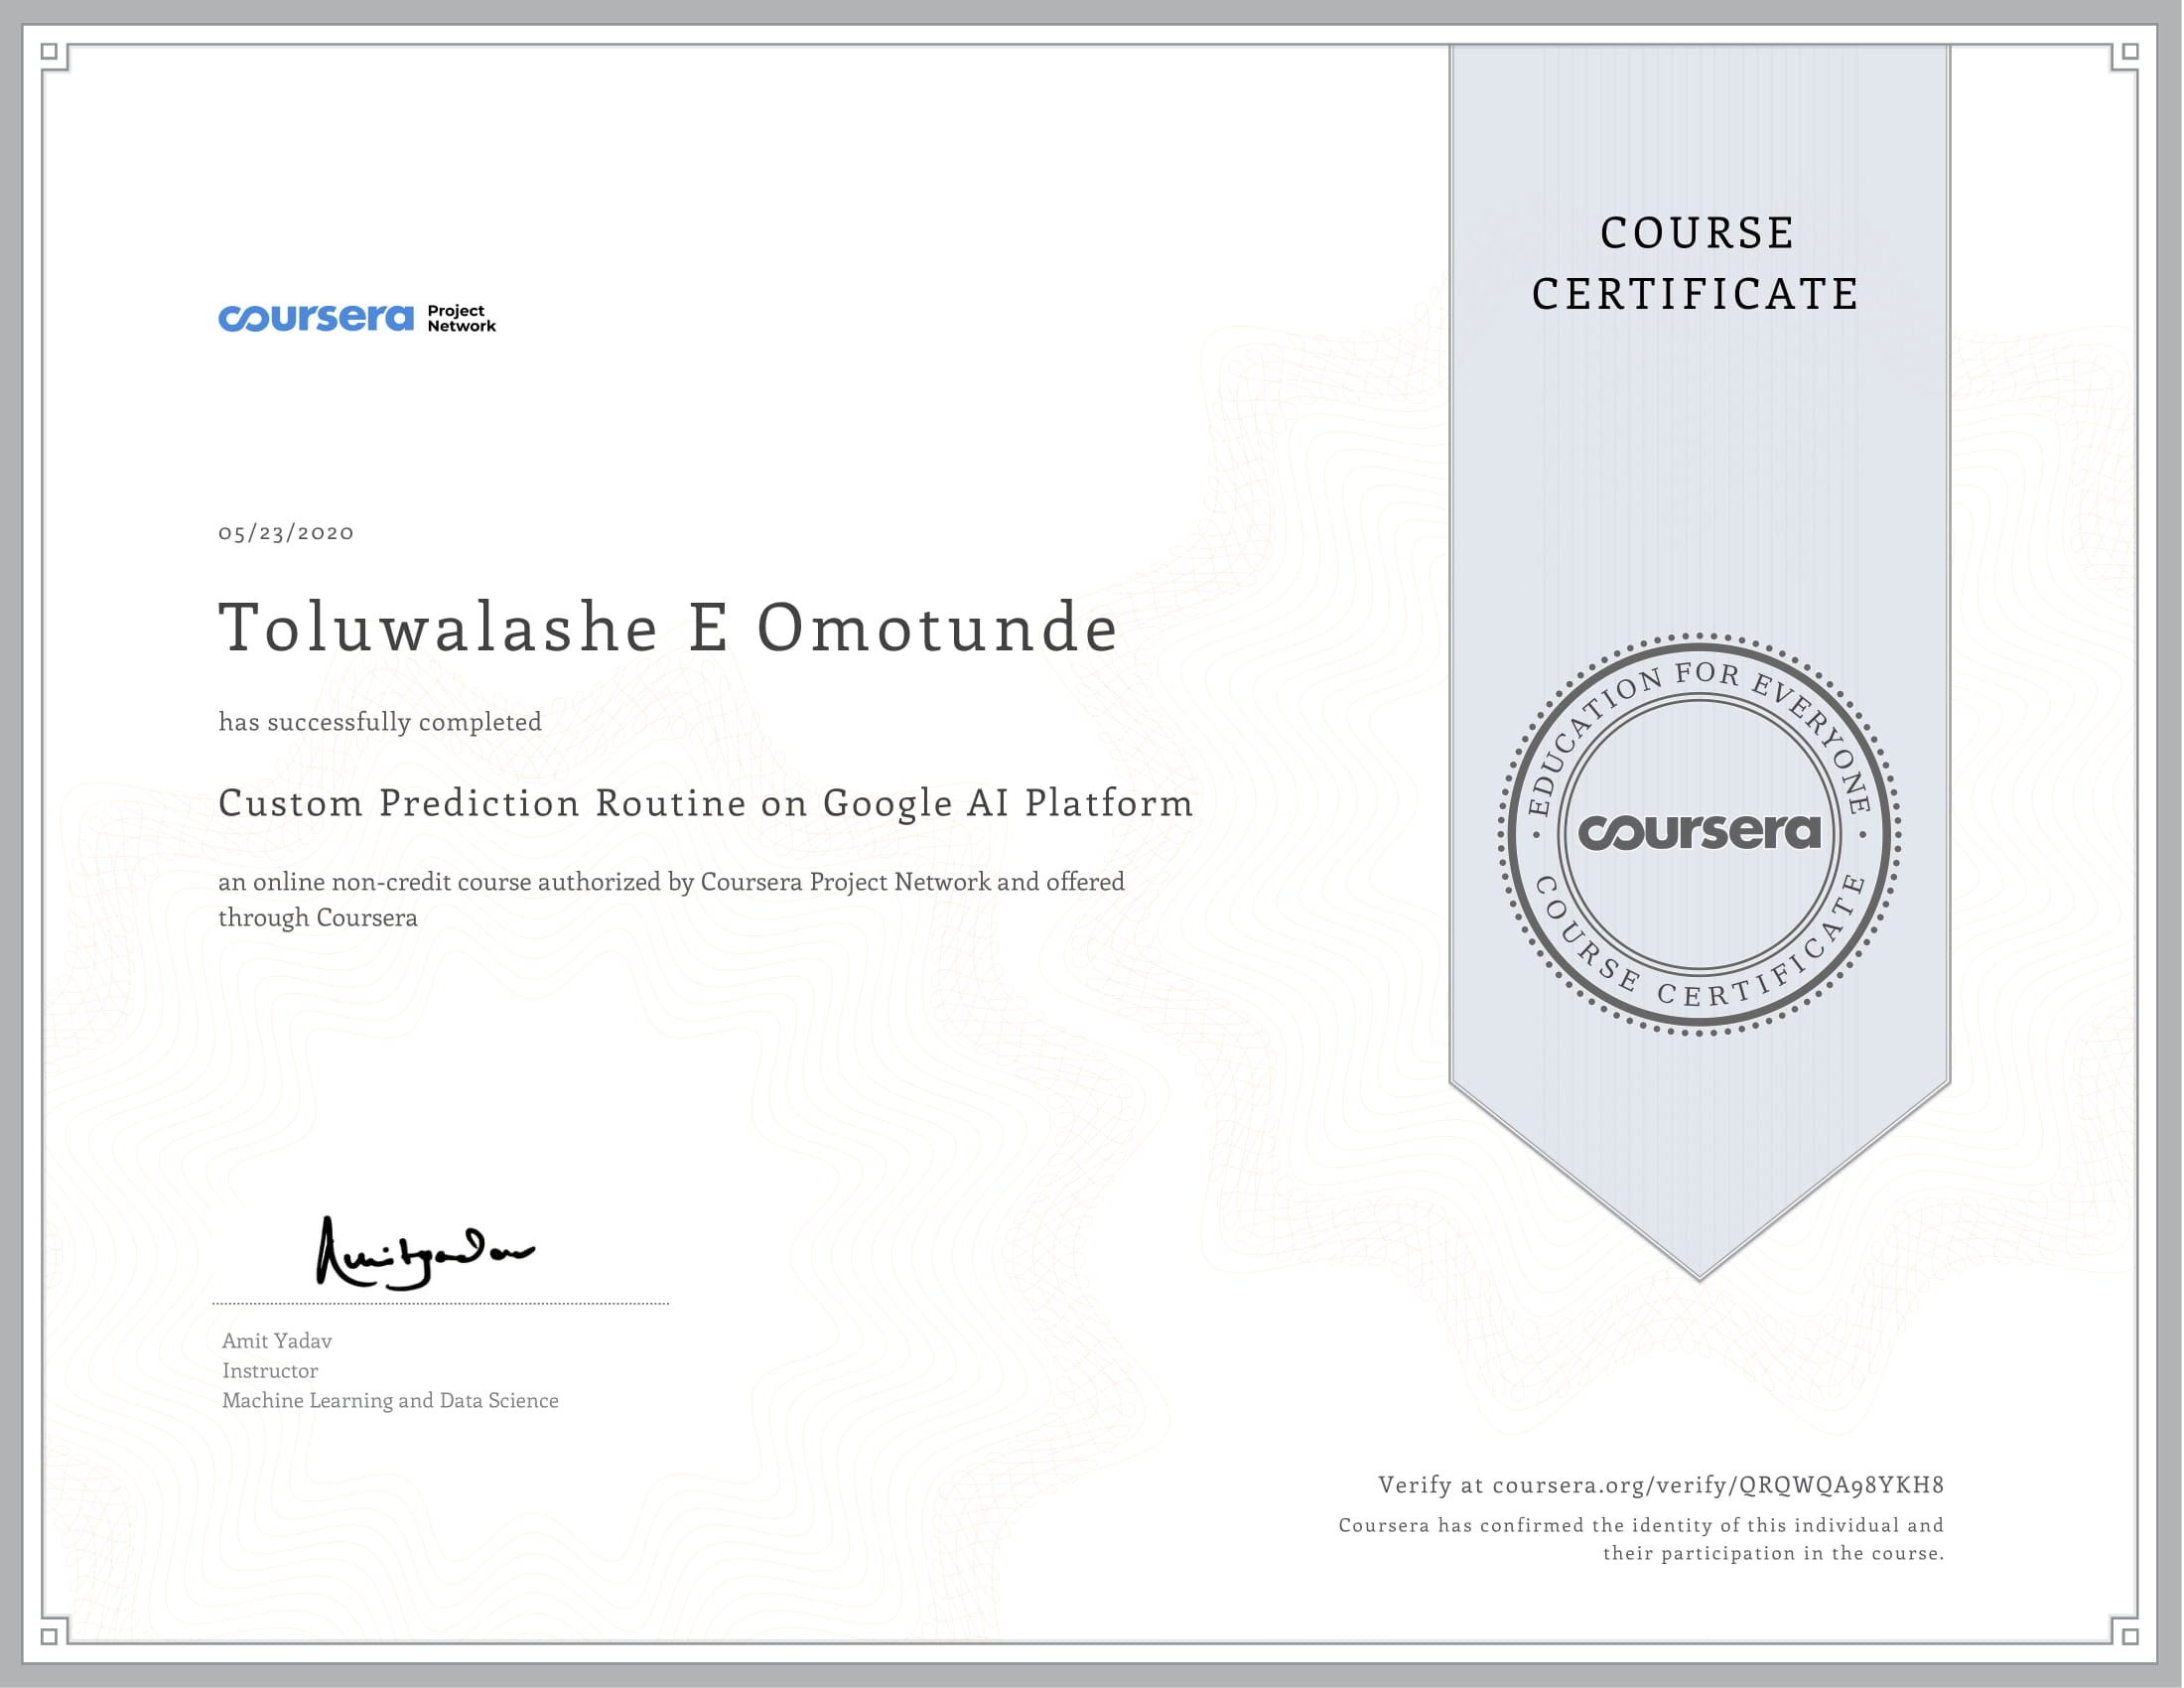 COURSE
CERTIFICATE
coursera Project
Network
05/23/2020
Toluwalashe E Omotunde
has successfully completed
Custom Prediction Routine on Google AI Platform
an online non-credit course authorized by Coursera Project Network and offered
through Coursera
EDUCATION FOR EVERYONE
coursera
COURSE CERTIFICATE
Amit Yadav
Amit Yadav
Instructor
Machine Learning and Data Science
Verify at coursera.org/verify/QRQWQA98YKH8
Coursera has confirmed the identity of this individual and
their participation in the course.